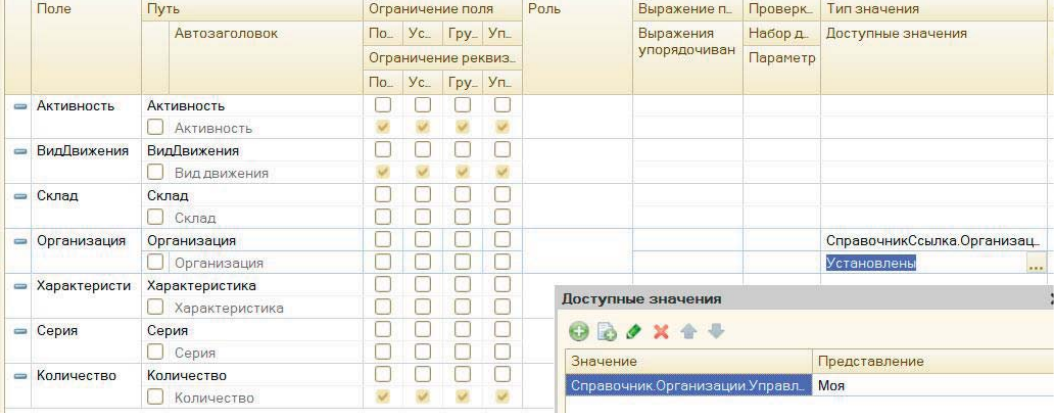 Поле Путь Ограничение поля Роль Выражение п... Проверк... Тип значения
Автозаголовок По... Ус... Гру... Уп... Выражения упорядочиван Набор д... Доступные значения
Ограничение реквиз... Параметр
По... Ус... Гру... Уп...
Активность Активность
Активность
ВидДвижения ВидДвижения
Вид движения
Склад Склад
Склад
Организация Организация СправочникСсылка.Организац...
Организация Установлены ...
Характеристи Характеристика
Характеристика
Серия Серия
Серия
Количество Количество
Количество
Доступные значения
Значение Представление
Справочник.Организации.Управл... Моя